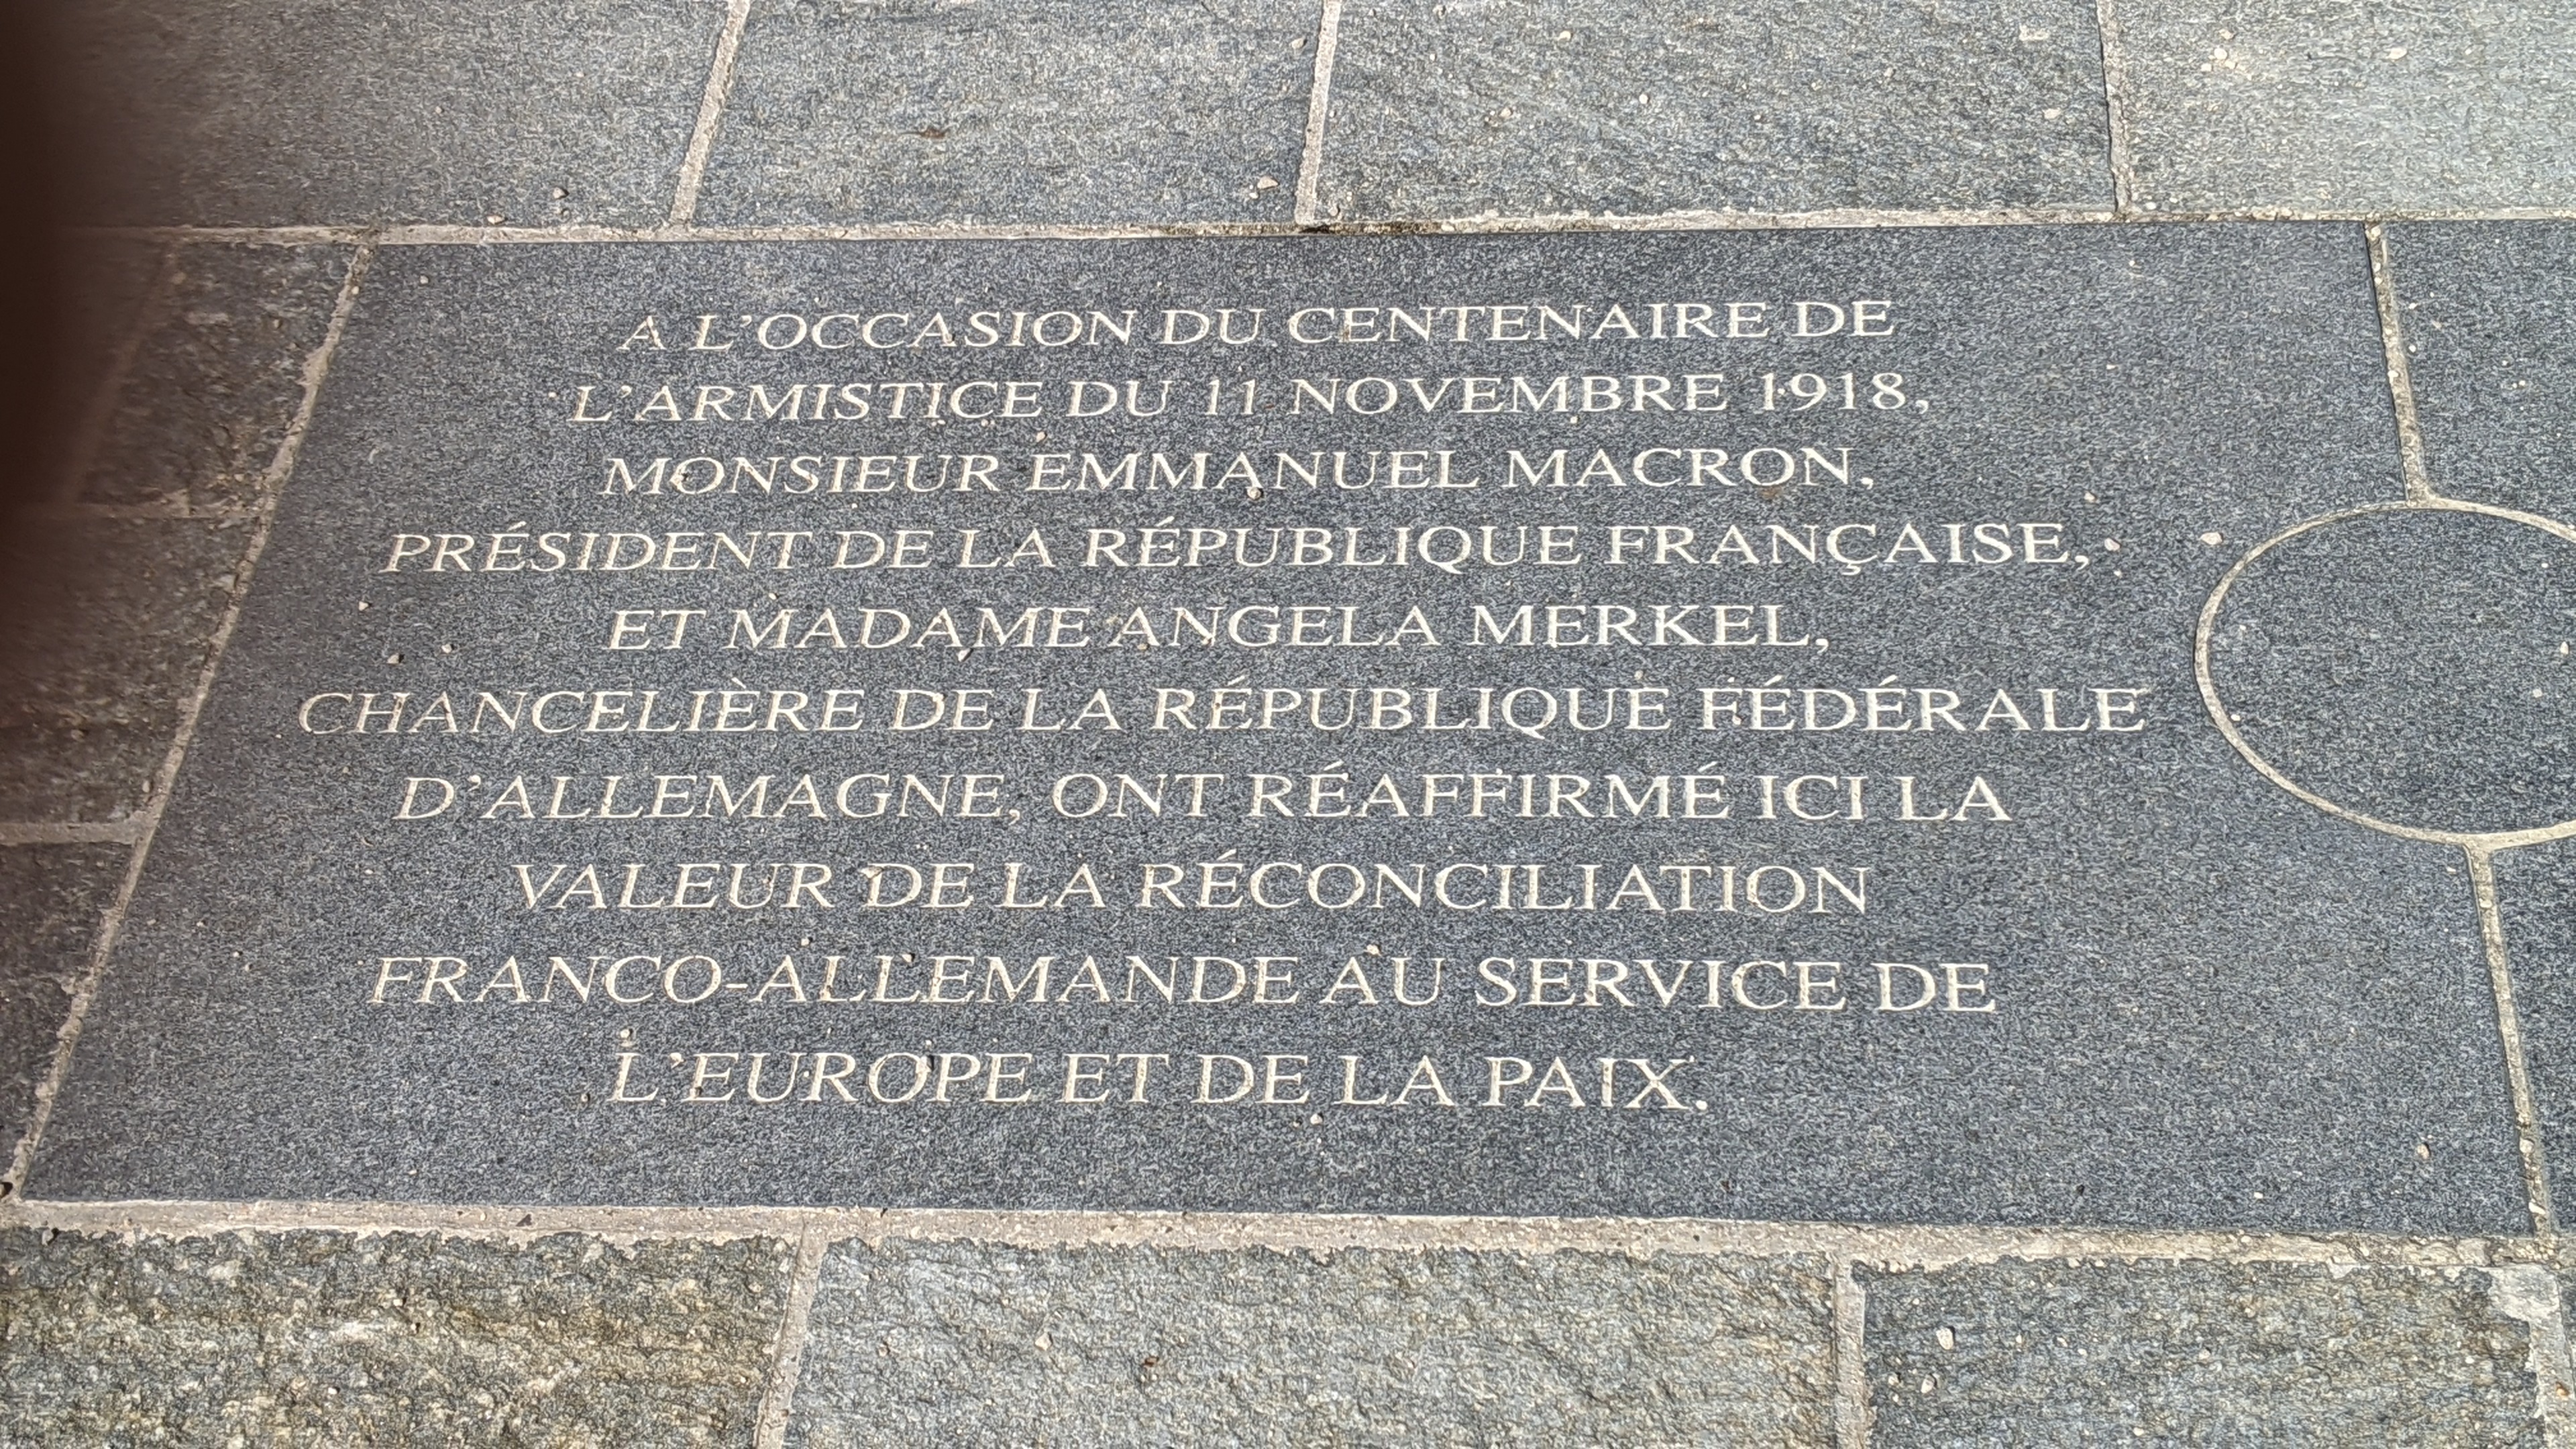 A L'OCCASION DU CENTENAIRE DE
L'ARMISTICE DU 11 NOVEMBRE 1918,
MONSIEUR EMMANUEL MACRON,
PRÉSIDENT DE LA RÉPUBLIQUE FRANÇAISE,
ET MADAME ANGELA MERKEL,
CHANCELIÈRE DE LA RÉPUBLIQUE FÉDÉRALE
D'ALLEMAGNE, ONT RÉAFFIRMÉ ICI LA
VALEUR DE LA RÉCONCILIATION
FRANCO-ALLEMANDE AU SERVICE DE
L'EUROPE ET DE LA PAIX.